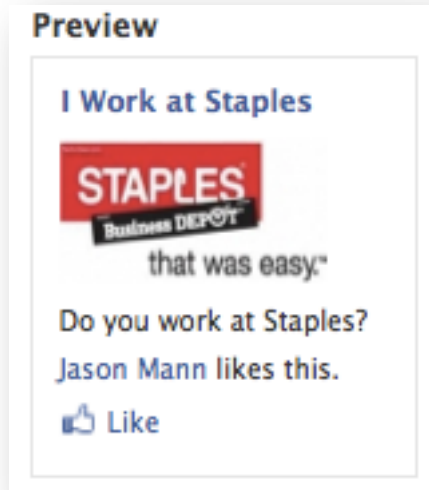 Preview
I Work at Staples
STAPLES
Business DEPOT
that was easy.™
Do you work at Staples?
Jason Mann likes this.
Like